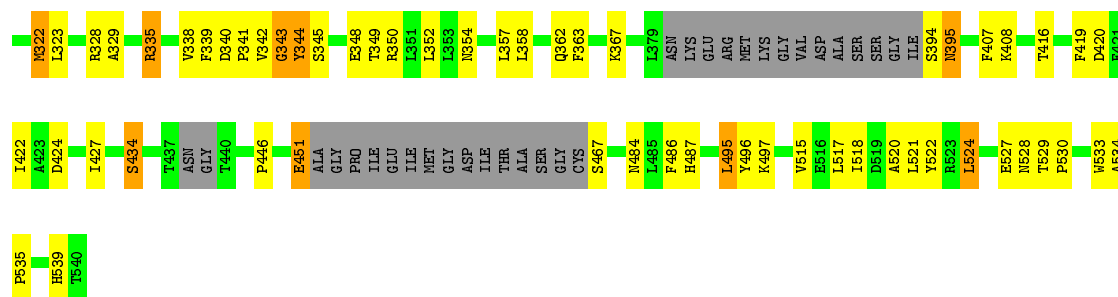 M322 L323 R328 A329 R335 V338 F339 D340 P341 V342 G343 Y344 S345 E348 T349 R350 L351 L352 L353 N354 L357 L358 Q362 F363 K367 L379 ASN LYS GLU ARG MET LYS GLY VAL ASP ALA SER SER GLY ILE S394 N395 F407 K408 T416 F419 D420 E421
I422 A423 D424 I427 S434 T437 ASN GLY T440 P446 E451 ALA GLY PRO ILE GLU ILE MET GLY ASP ILE THR ALA SER GLY CYS S467 N484 L485 F486 H487 L495 Y496 K497 V515 E516 L517 I518 D519 A520 L521 Y522 R523 L524 E527 N528 T529 P530 W533 A534
P535 H539 T540